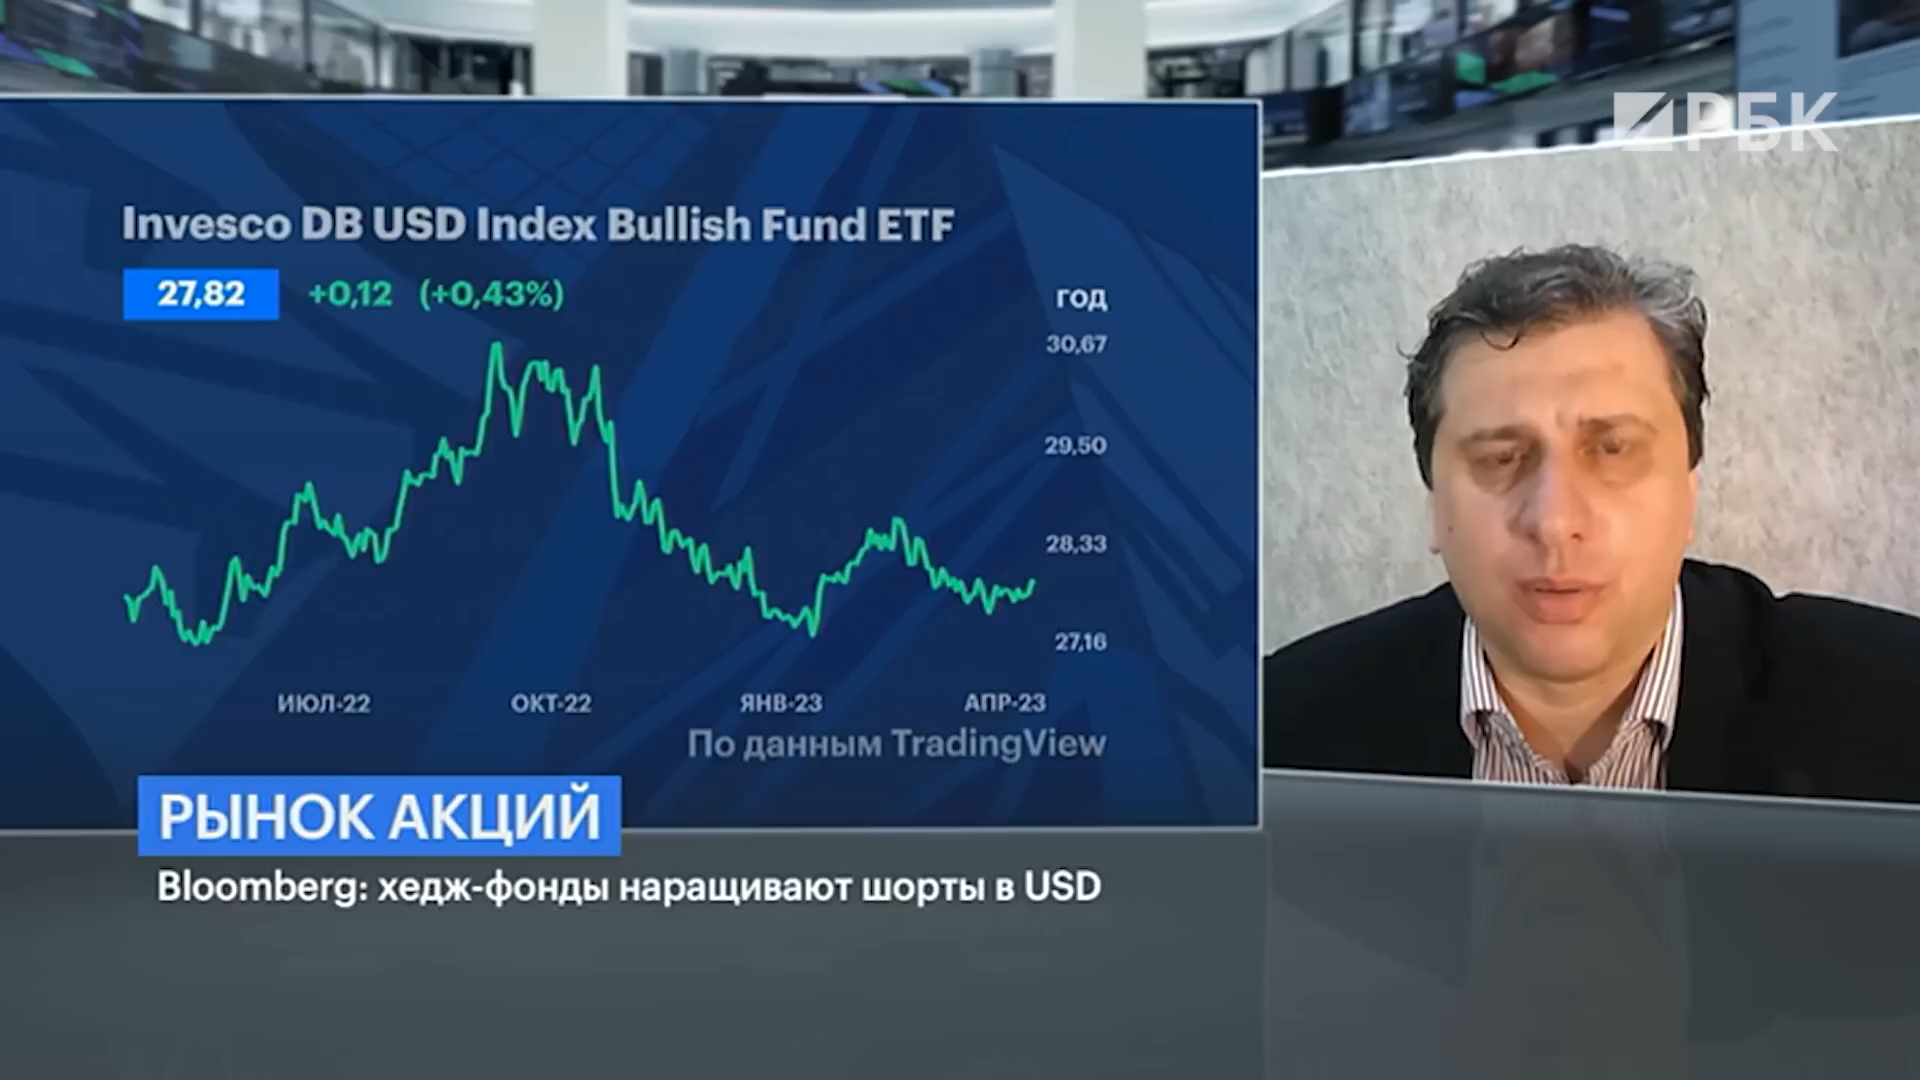 РБК
Invesco DB USD Index Bullish Fund ETF
27,82 +0,12 (+0,43%)
ГОД
30,67
29,50
28,33
27,16
ИЮЛ-22 ОКТ-22 ЯНВ-23 АПР-23
По данным TradingView
РЫНОК АКЦИЙ
Bloomberg: хедж-фонды наращивают шорты в USD